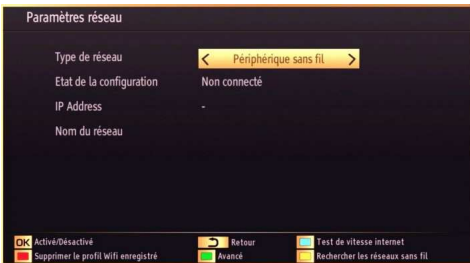 Paramètres réseau
Type de réseau < Périphérique sans fil >
Etat de la configuration Non connecté
IP Address -
Nom du réseau
OK Activé/Désactivé Retour Test de vitesse internet
Supprimer le profil Wifi enregistré Avancé Rechercher les réseaux sans fil